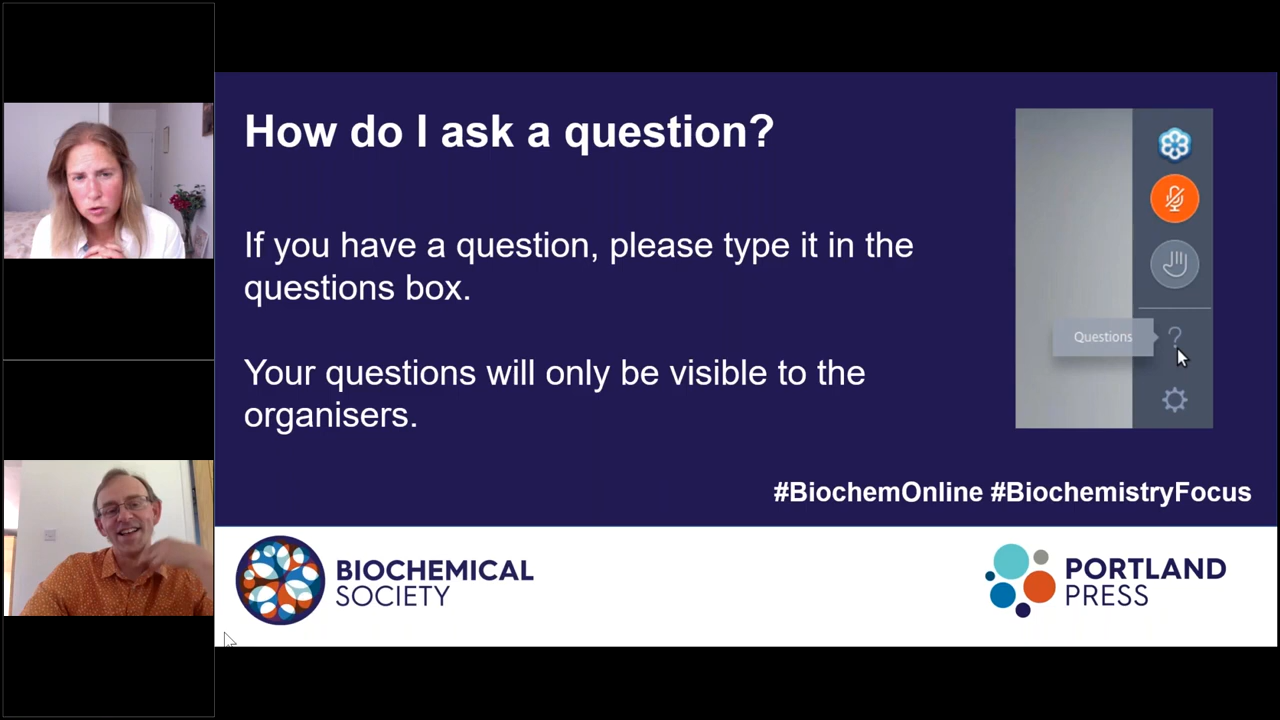 How do I ask a question?
If you have a question, please type it in the
questions box.
Your questions will only be visible to the
organisers.
Questions
?
#BiochemOnline #BiochemistryFocus
BIOCHEMICAL
SOCIETY
PORTLAND
PRESS